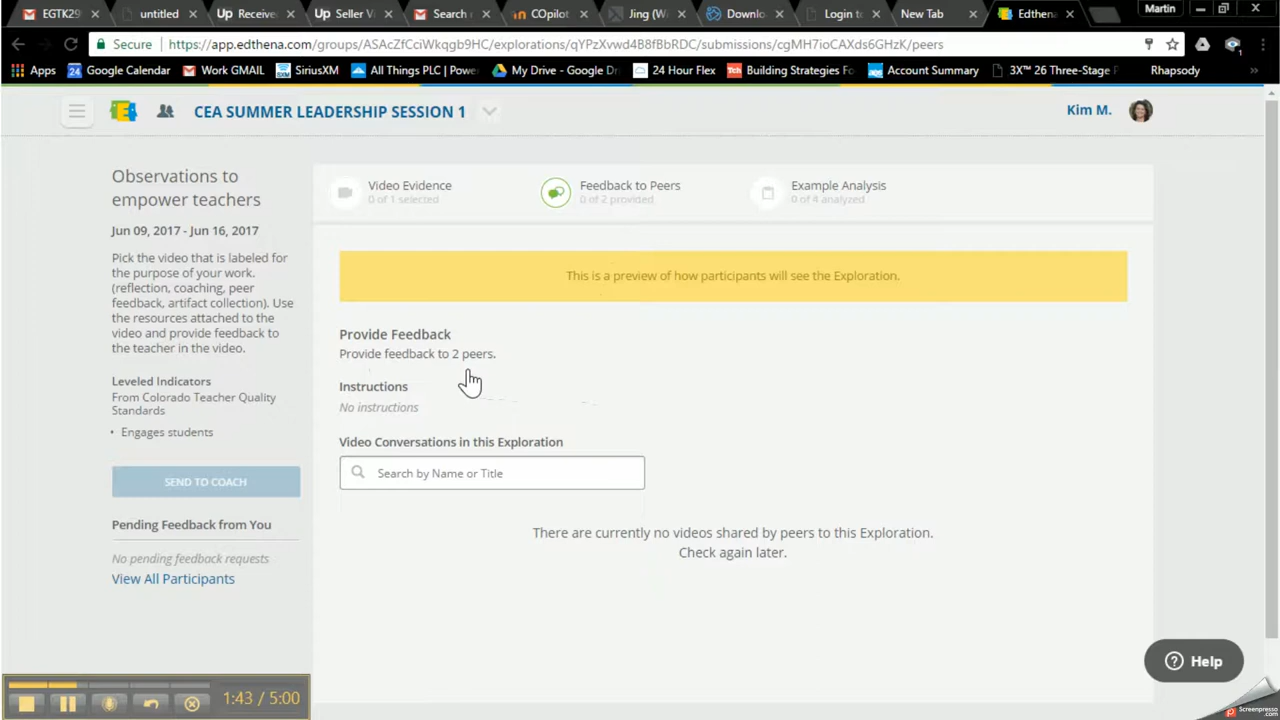 EGTK29
untitled
Up Receive
Up Seller V
Search
COpilot
Jing (W
Downlo
Login t
New Tab
Edthena
Martin
Secure
https://app.edthena.com/groups/ASAcZfCciWkqgb9HC/explorations/qYPzXvwd4B8fBbRDC/submissions/cgMH7ioCAXds6GHzK/peers
Apps
24 Google Calendar
Work GMAIL
SXM SiriusXM
All Things PLC | Powe
My Drive - Google Dr
24 Hour Flex
Tch Building Strategies Fo
Account Summary
3X™ 26 Three-Stage P
Rhapsody
»
CEA SUMMER LEADERSHIP SESSION 1
Kim M.
Observations to
empower teachers
Jun 09, 2017 - Jun 16, 2017
Pick the video that is labeled for
the purpose of your work.
(reflection, coaching, peer
feedback, artifact collection). Use
the resources attached to the
video and provide feedback to
the teacher in the video.
Leveled Indicators
From Colorado Teacher Quality
Standards
• Engages students
SEND TO COACH
Pending Feedback from You
No pending feedback requests
View All Participants
Video Evidence
0 of 1 selected
Feedback to Peers
0 of 2 provided
Example Analysis
0 of 4 analyzed
This is a preview of how participants will see the Exploration.
Provide Feedback
Provide feedback to 2 peers.
Instructions
No instructions
Video Conversations in this Exploration
Search by Name or Title
There are currently no videos shared by peers to this Exploration.
Check again later.
? Help
1:43 / 5:00
Screenpresso
.com